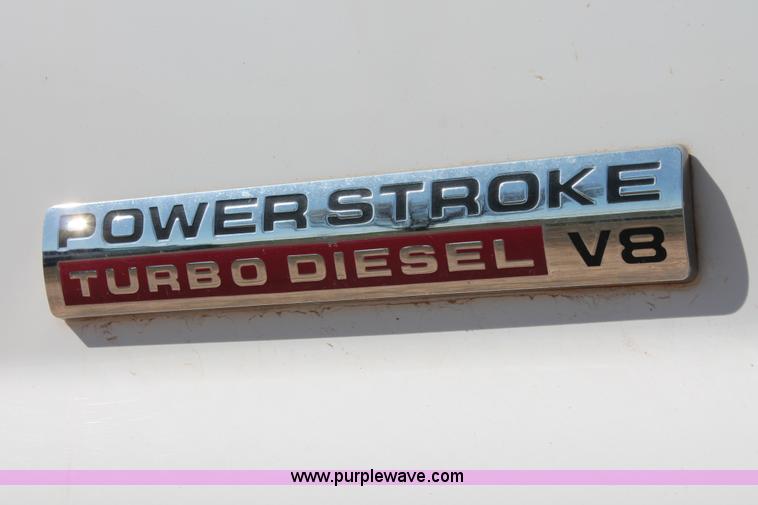 POWER STROKE
TURBO DIESEL V8
www.purplewave.com